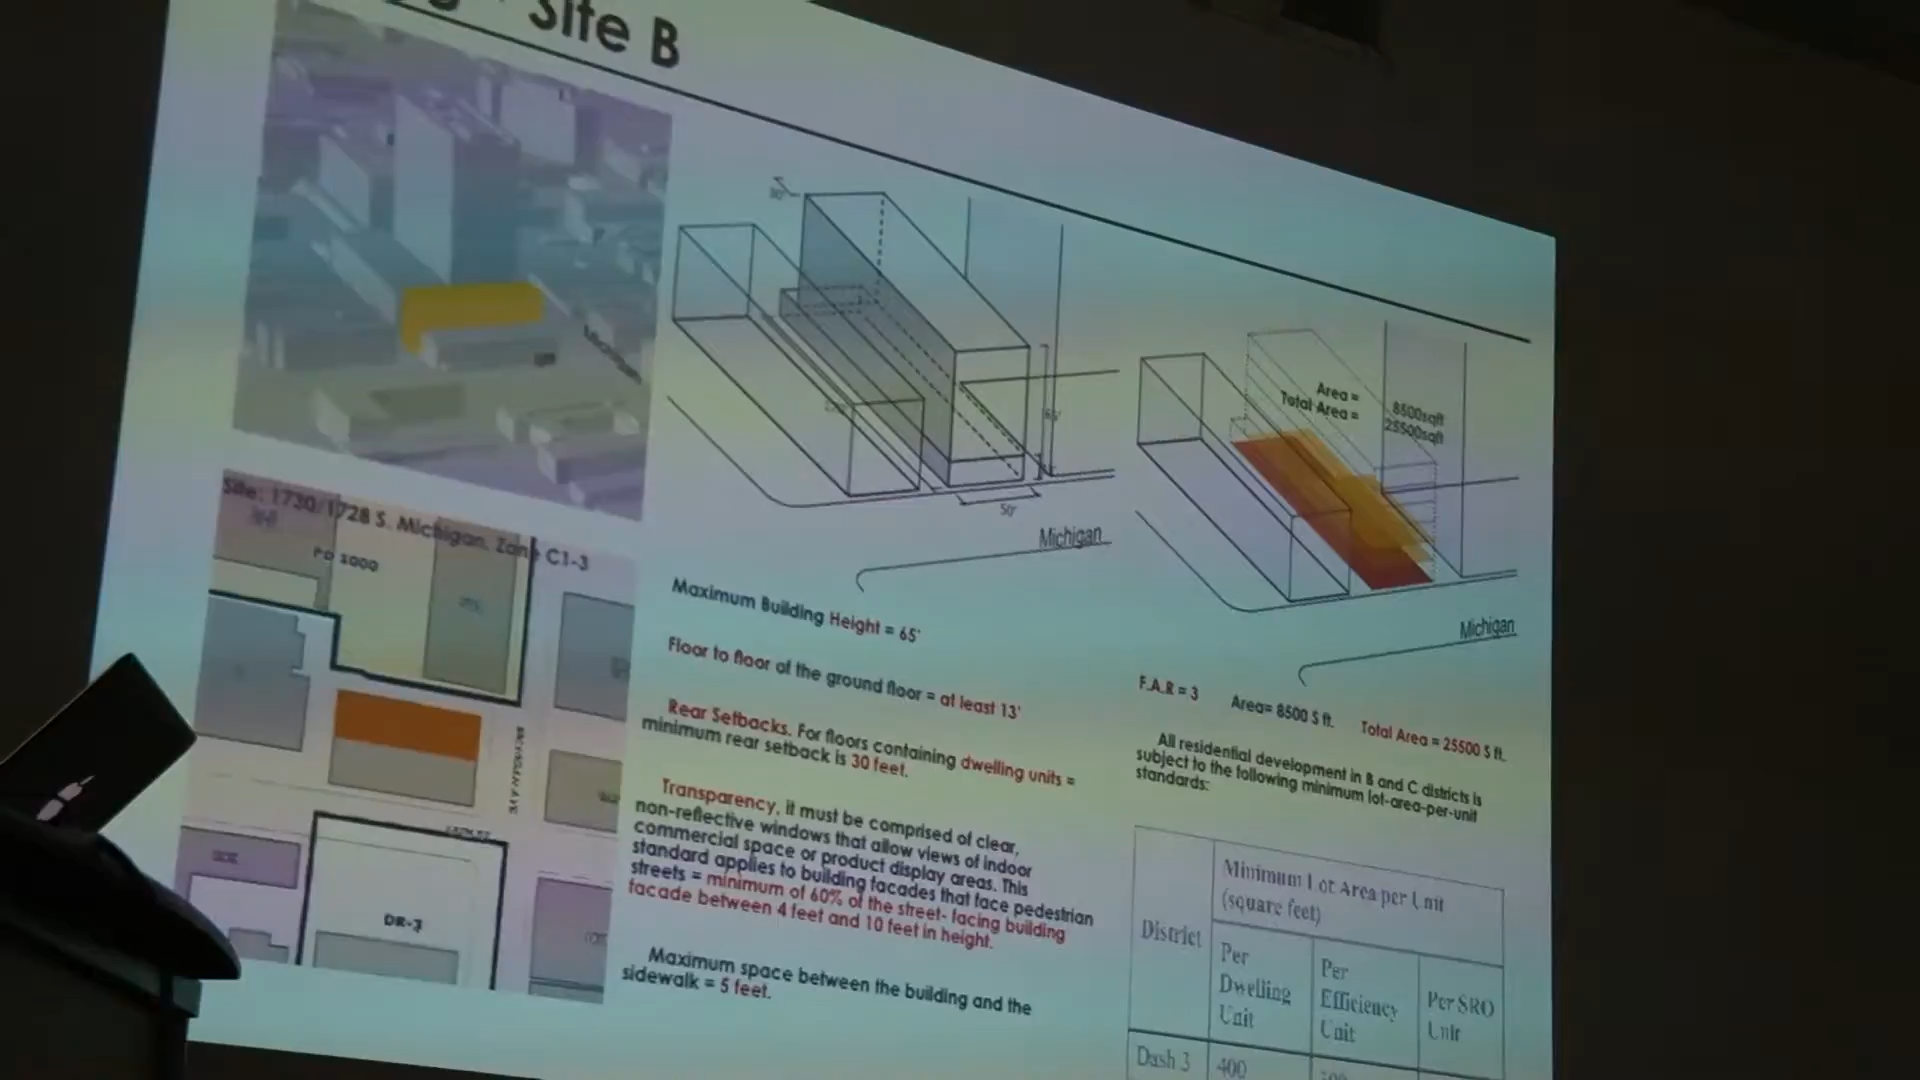 Site B
Site: 1730/1728 S. Michigan, Zone C1-3
PD 1000
DR-3
50'
Michigan
Maximum Building Height = 65'
Floor to floor of the ground floor = at least 13'
Rear Setbacks. For floors containing dwelling units =
minimum rear setback is 30 feet.
Transparency, it must be comprised of clear,
non-reflective windows that allow views of indoor
commercial space or product display areas. This
standard applies to building facades that face pedestrian
streets = minimum of 60% of the street- facing building
facade between 4 feet and 10 feet in height.
Maximum space between the building and the
sidewalk = 5 feet.
Area = 8500sqft
Total Area = 25500sqft
Michigan
F.A.R = 3 Area= 8500 S ft. Total Area = 25500 S ft.
All residential development in B and C districts is
subject to the following minimum lot-area-per-unit
standards:
District
Minimum Lot Area per Unit
(square feet)
Per
Dwelling
Unit
Per
Efficiency
Unit
Per SRO
Unit
Dash 3 400